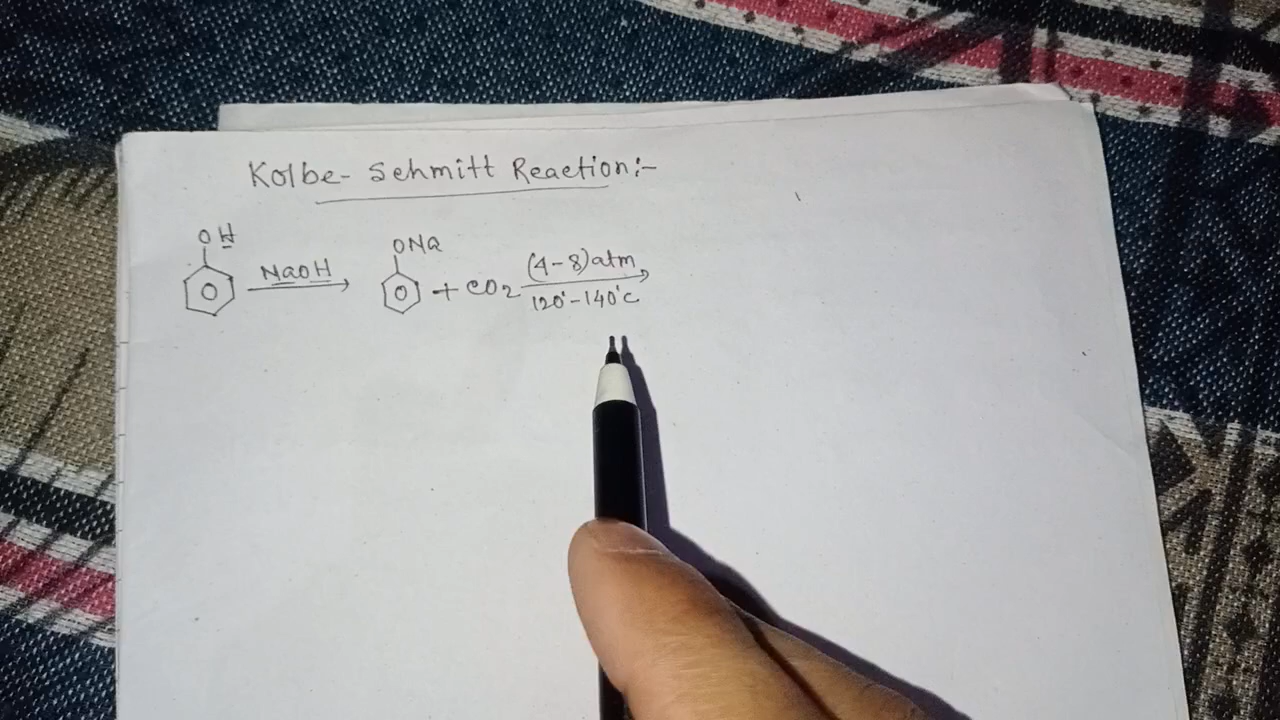 Kolbe- Schmitt Reaction:-
OH
NaOH
ONa
+ CO2
(4-8)atm
120°-140°c